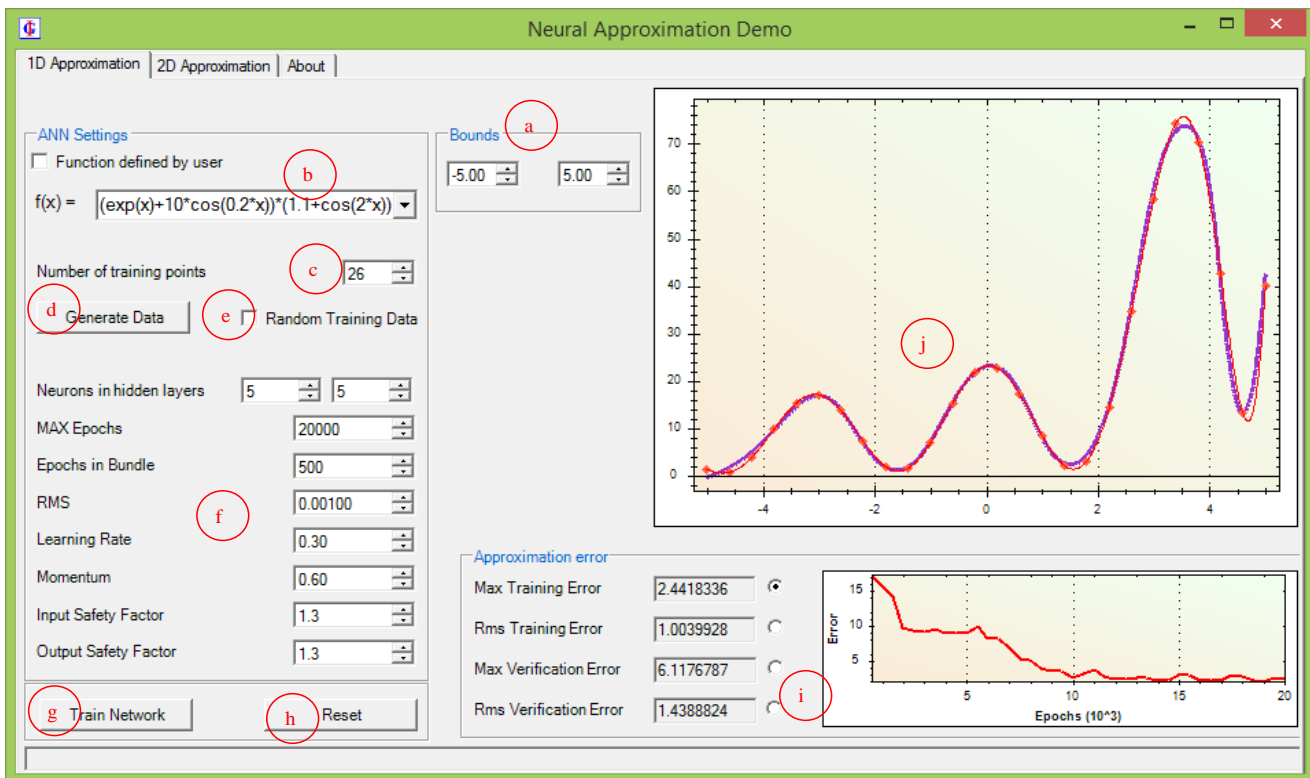 Neural Approximation Demo
1D Approximation 2D Approximation About
ANN Settings
Function defined by user
b
f(x) = (exp(x)+10*cos(0.2*x))*(1.1+cos(2*x))
Number of training points c 26
d Generate Data e Random Training Data
Neurons in hidden layers 5 5
MAX Epochs 20000
Epochs in Bundle 500
RMS 0.00100
f
Learning Rate 0.30
Momentum 0.60
Input Safety Factor 1.3
Output Safety Factor 1.3
g Train Network h Reset
Bounds a
-5.00 5.00
70
60
50
40
30
20
10
0
j
-4 -2 0 2 4
Approximation error
Max Training Error 2.4418336
Rms Training Error 1.0039928
Max Verification Error 6.1176787
Rms Verification Error 1.4388824
i
Error
15
10
5
5 10 15 20
Epochs (10^3)